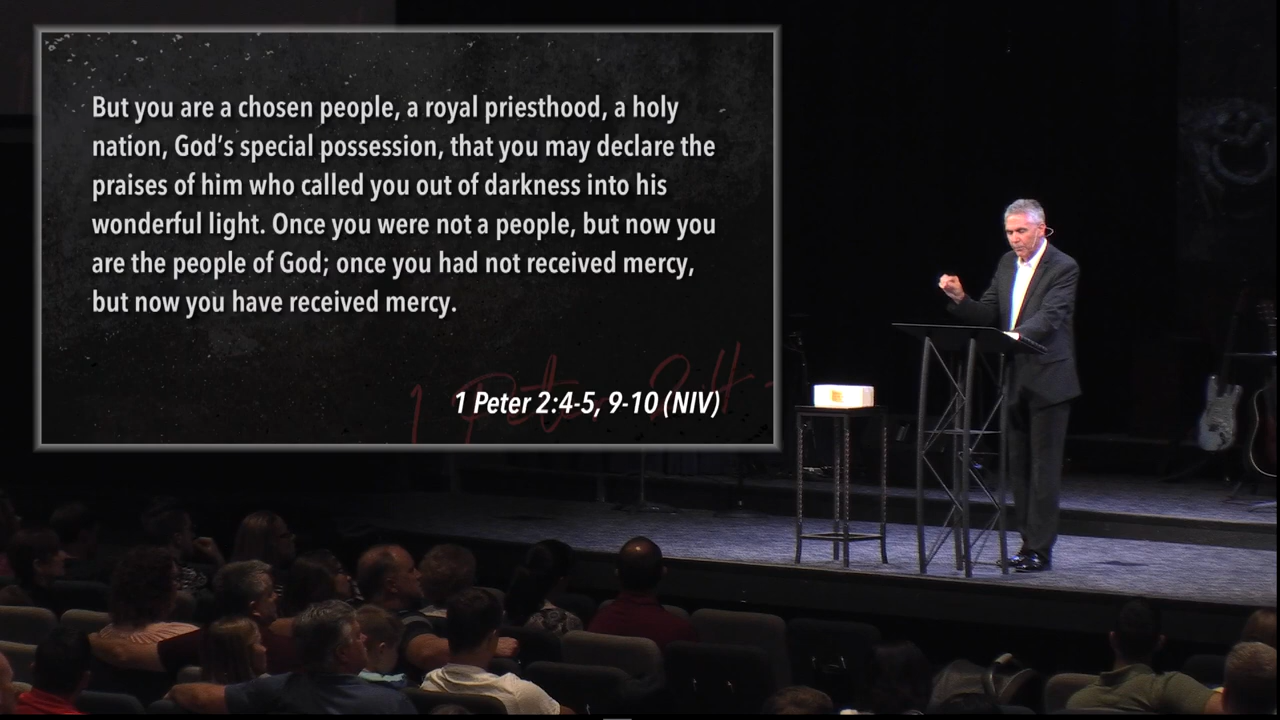 But you are a chosen people, a royal priesthood, a holy
nation, God's special possession, that you may declare the
praises of him who called you out of darkness into his
wonderful light. Once you were not a people, but now you
are the people of God; once you had not received mercy,
but now you have received mercy.
1 Peter 2:4-5, 9-10 (NIV)